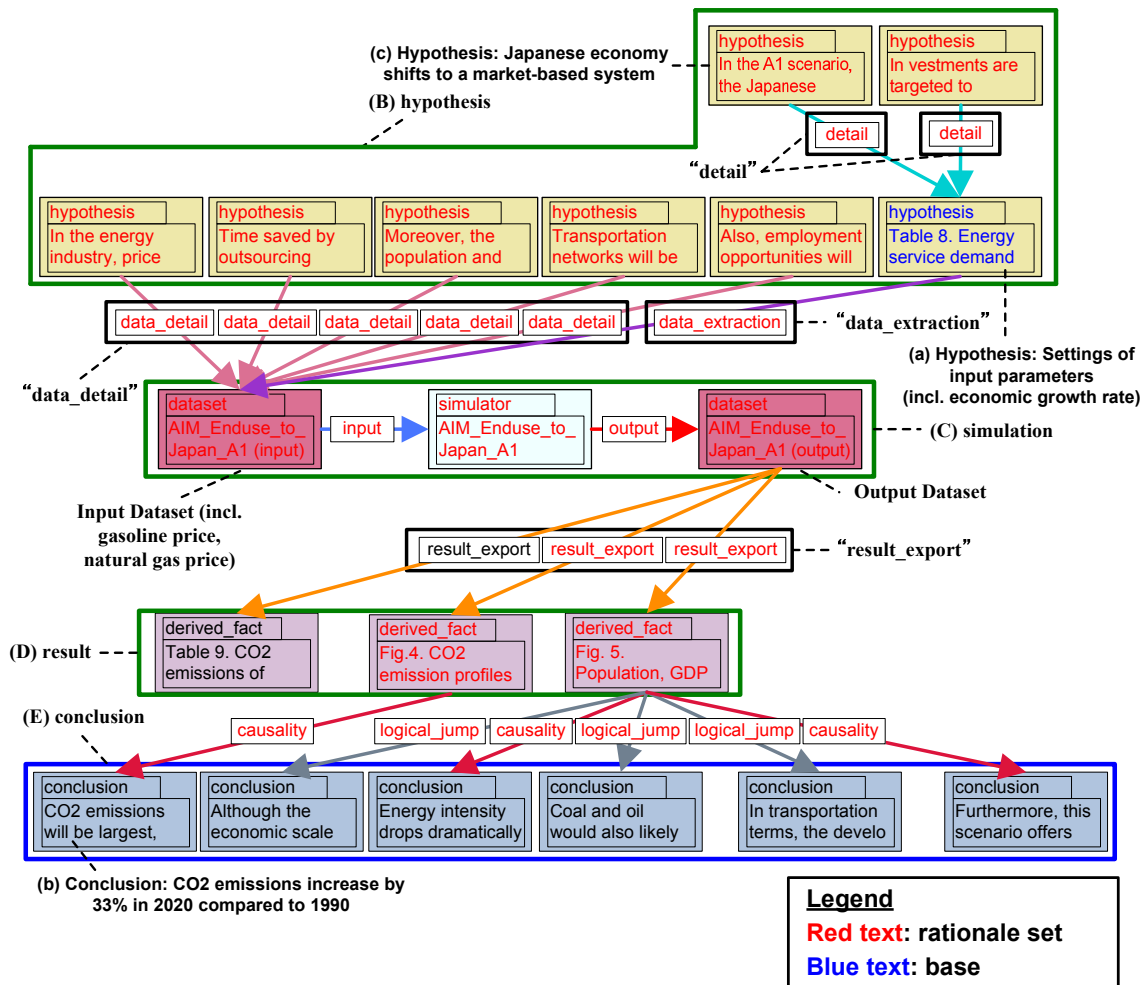 (c) Hypothesis: Japanese economy
shifts to a market-based system
hypothesis
In the A1 scenario,
the Japanese
hypothesis
In vestments are
targeted to
(B) hypothesis
detail
detail
“detail”
hypothesis
In the energy
industry, price
hypothesis
Time saved by
outsourcing
hypothesis
Moreover, the
population and
hypothesis
Transportation
networks will be
hypothesis
Also, employment
opportunities will
hypothesis
Table 8. Energy
service demand
data_detail
data_detail
data_detail
data_detail
data_detail
data_extraction
“data_extraction”
“data_detail”
(a) Hypothesis: Settings of
input parameters
(incl. economic growth rate)
dataset
AIM_Enduse_to_
Japan_A1 (input)
input
simulator
AIM_Enduse_to_
Japan_A1
output
dataset
AIM_Enduse_to_
Japan_A1 (output)
(C) simulation
Input Dataset (incl.
gasoline price,
natural gas price)
Output Dataset
result_export
result_export
result_export
“result_export”
(D) result
derived_fact
Table 9. CO2
emissions of
derived_fact
Fig.4. CO2
emission profiles
derived_fact
Fig. 5.
Population, GDP
(E) conclusion
causality
logical_jump
causality
logical_jump
logical_jump
causality
conclusion
CO2 emissions
will be largest,
conclusion
Although the
economic scale
conclusion
Energy intensity
drops dramatically
conclusion
Coal and oil
would also likely
conclusion
In transportation
terms, the develo
conclusion
Furthermore, this
scenario offers
(b) Conclusion: CO2 emissions increase by
33% in 2020 compared to 1990
Legend
Red text: rationale set
Blue text: base